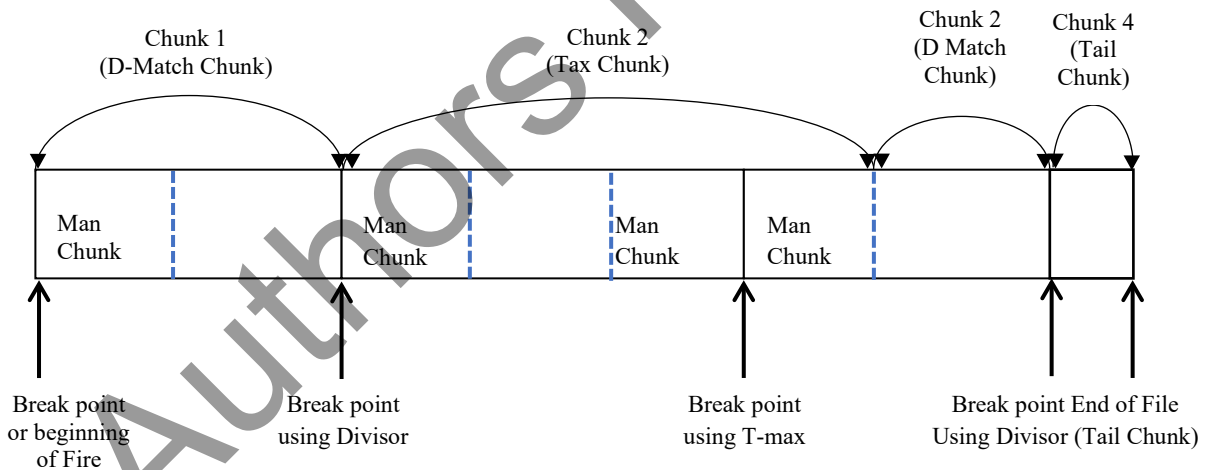 Chunk 1
(D-Match Chunk)
Chunk 2
(Tax Chunk)
Chunk 2
(D Match
Chunk)
Chunk 4
(Tail
Chunk)
Man
Chunk
Man
Chunk
Man
Chunk
Man
Chunk
Break point
or beginning
of Fire
Break point
using Divisor
Break point
using T-max
Break point End of File
Using Divisor (Tail Chunk)
Authors